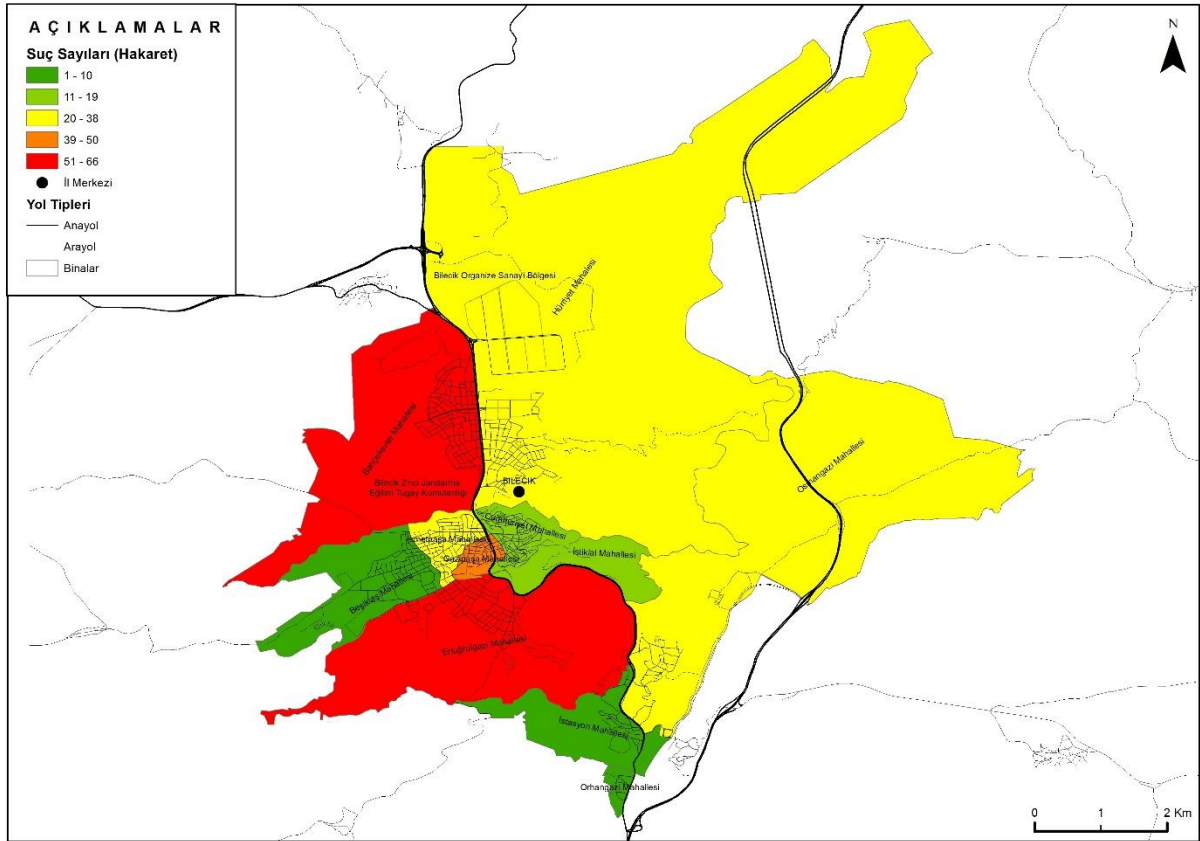 A Ç I K L A M A L A R
Suç Sayıları (Hakaret)
1 - 10
11 - 19
20 - 38
39 - 50
51 - 66
İl Merkezi
Yol Tipleri
Anayol
Arayol
Binalar
N
Bilecik Organize Sanayi Bölgesi
Hürriyet Mahallesi
Bahçelievler Mahallesi
Bilecik 2'nci Jandarma
Eğitim Tugay Komutanlığı
BİLECİK
Osmangazi Mahallesi
Cumhuriyet Mahallesi
İstiklal Mahallesi
İsmetpaşa Mahallesi
Gazipaşa Mahallesi
Beşiktaş Mahallesi
Ertuğrulgazi Mahallesi
İstasyon Mahallesi
Orhangazi Mahallesi
0 1 2 Km